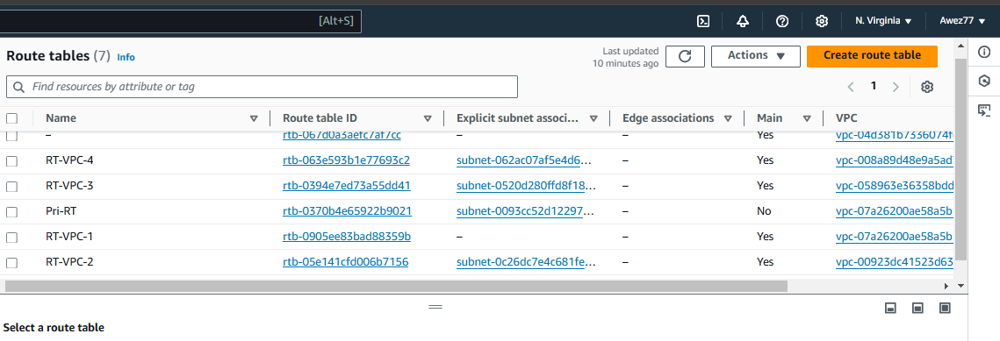 [Alt+S] N. Virginia Awez77
Route tables (7) Info Last updated 10 minutes ago Actions Create route table
Find resources by attribute or tag 1
Name Route table ID Explicit subnet associ... Edge associations Main VPC
– rtb-067d0a3aefc7af7cc – – Yes vpc-04d381b7336074f
RT-VPC-4 rtb-063e593b1e77693c2 subnet-062ac07af5e4d6... – Yes vpc-008a89d48e9a5ad
RT-VPC-3 rtb-0394e7ed73a55dd41 subnet-0520d280ffd8f18... – Yes vpc-058963e36358bdd
Pri-RT rtb-0370b4e65922b9021 subnet-0093cc52d12297... – No vpc-07a26200ae58a5b
RT-VPC-1 rtb-0905ee83bad88359b – – Yes vpc-07a26200ae58a5b
RT-VPC-2 rtb-05e141cfd006b7156 subnet-0c26dc7e4c681fe... – Yes vpc-00923dc41523d63
Select a route table